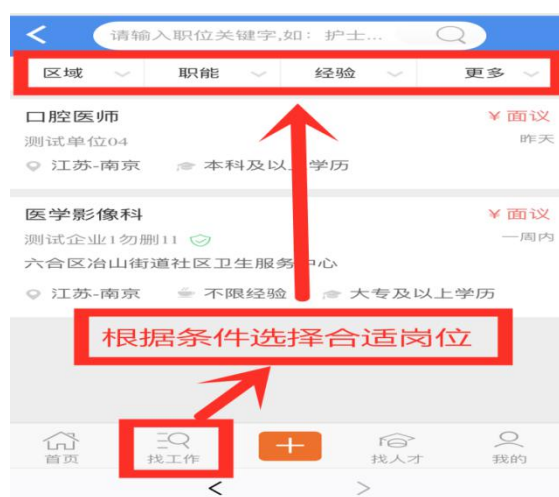 请输入职位关键字,如：护士...
区域 职能 经验 更多
口腔医师 ￥面议
测试单位04 昨天
江苏-南京 本科及以上学历
医学影像科 ￥面议
测试企业1勿删11 一周内
六合区冶山街道社区卫生服务中心
江苏-南京 不限经验 大专及以上学历
根据条件选择合适岗位
首页 找工作 找人才 我的